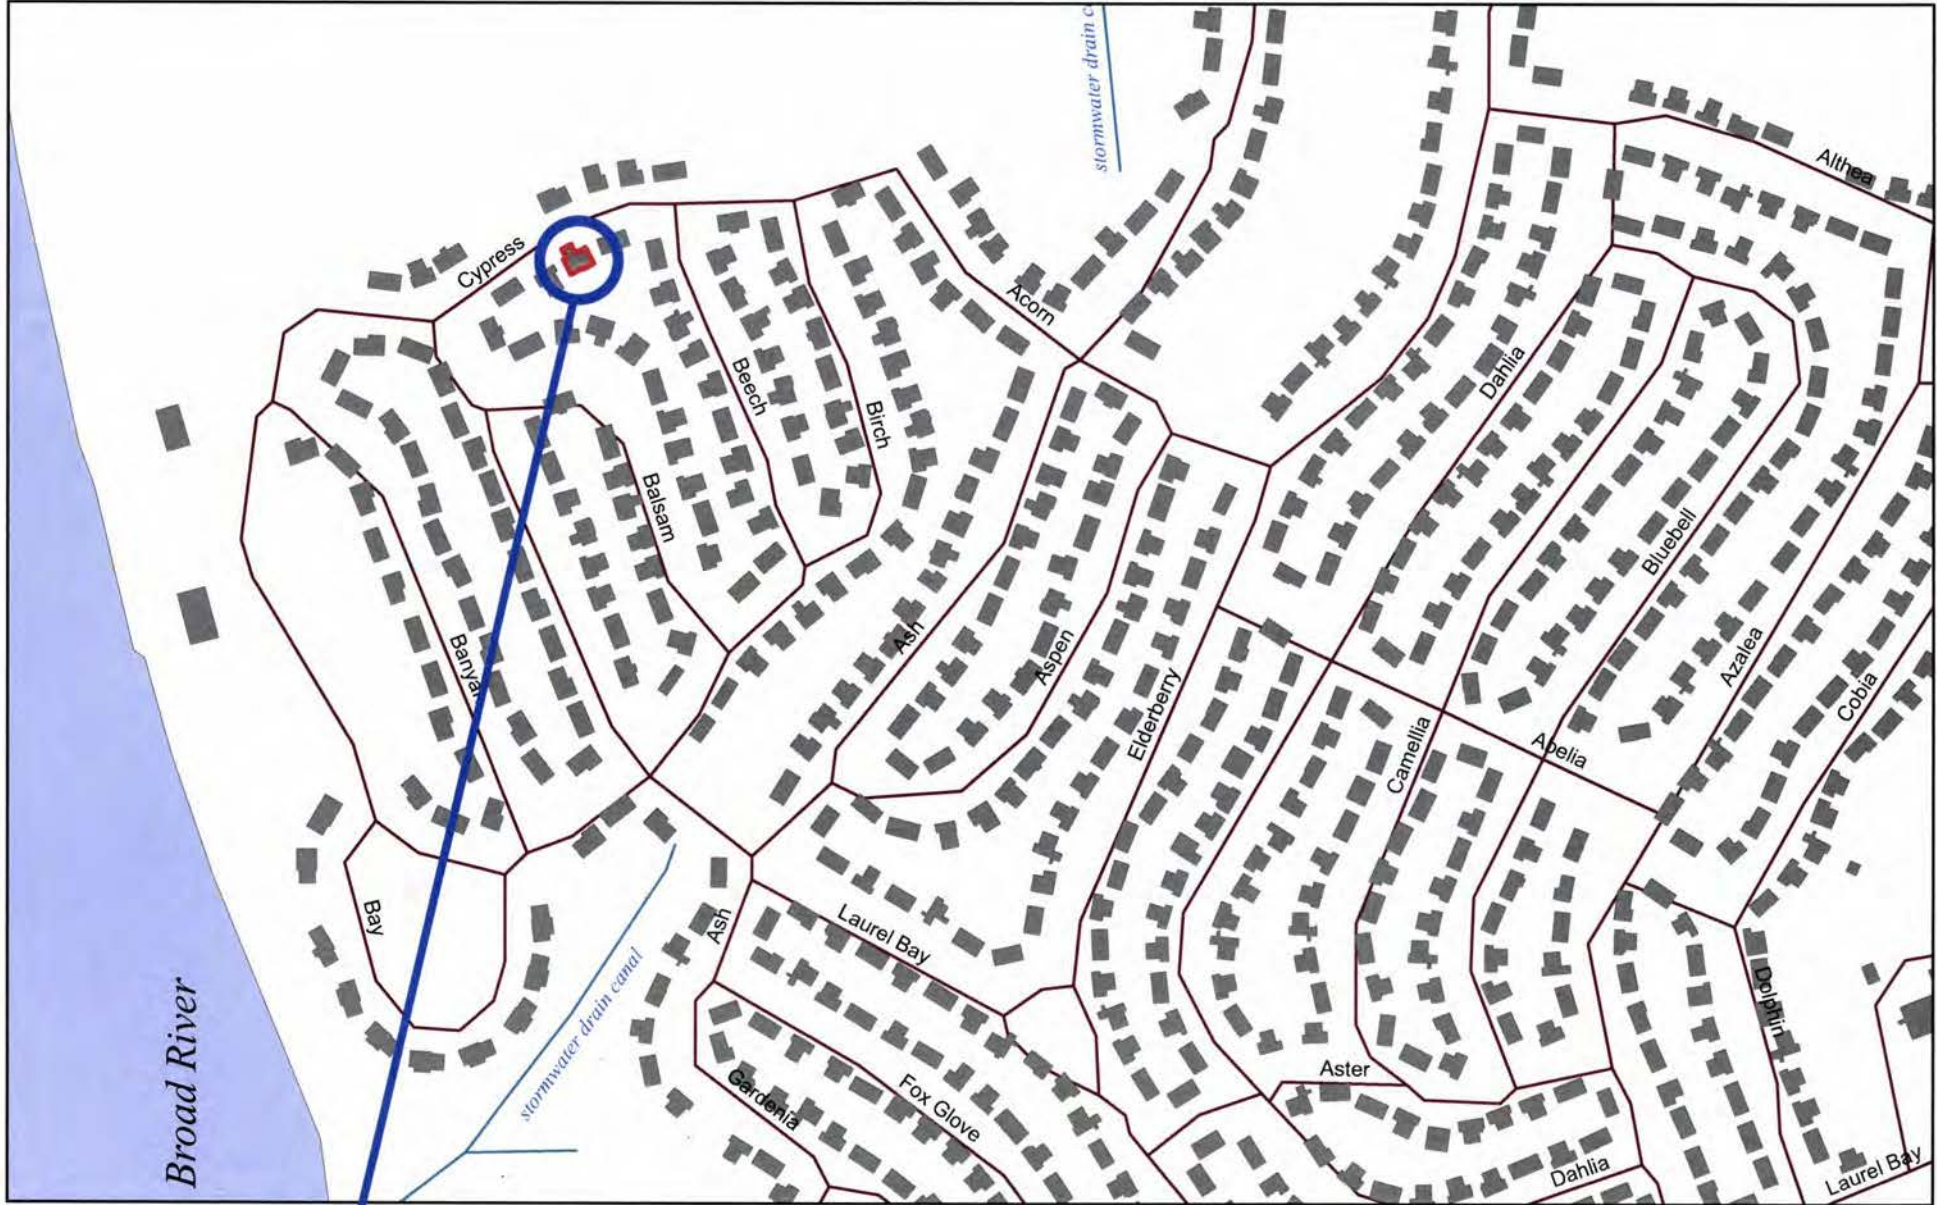 stormwater drain c
Althea
Cypress
Acorn
Dahlia
Beech
Birch
Balsam
Bluebell
Banyan
Ash
Aspen
Azalea
Elderberry
Cobia
Camellia
Abelia
Bay
Ash
Laurel Bay
stormwater drain canal
Dolphin
Broad River
Aster
Gardenia
Fox Glove
Dahlia
Laurel Bay